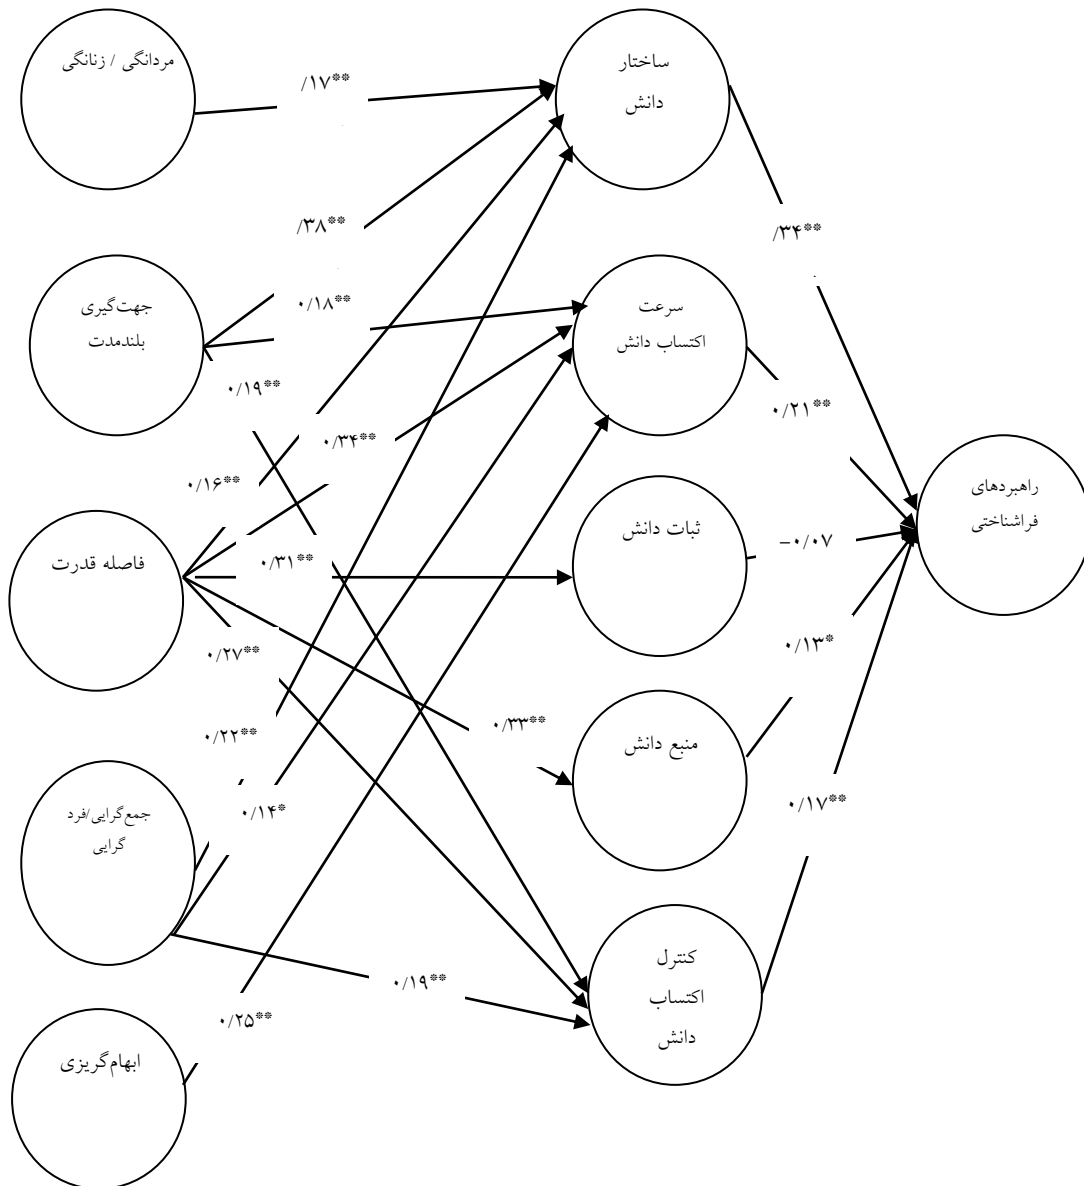 مردانگی / زنانگی
ساختار
دانش
/۱۷**
/۳۸**
/۳۴**
جهت‌گیری
بلندمدت
۰/۱۸**
سرعت
اکتساب دانش
۰/۱۹**
۰/۲۱**
۰/۳۴**
۰/۱۶**
راهبردهای
فراشناختی
فاصله قدرت
۰/۳۱**
ثبات دانش
-۰/۰۷
۰/۲۷**
۰/۱۳*
۰/۲۲**
۰/۳۳**
منبع دانش
جمع‌گرایی/فرد
گرایی
۰/۱۴*
۰/۱۷**
۰/۱۹**
کنترل
اکتساب
دانش
۰/۲۵**
ابهام‌گریزی